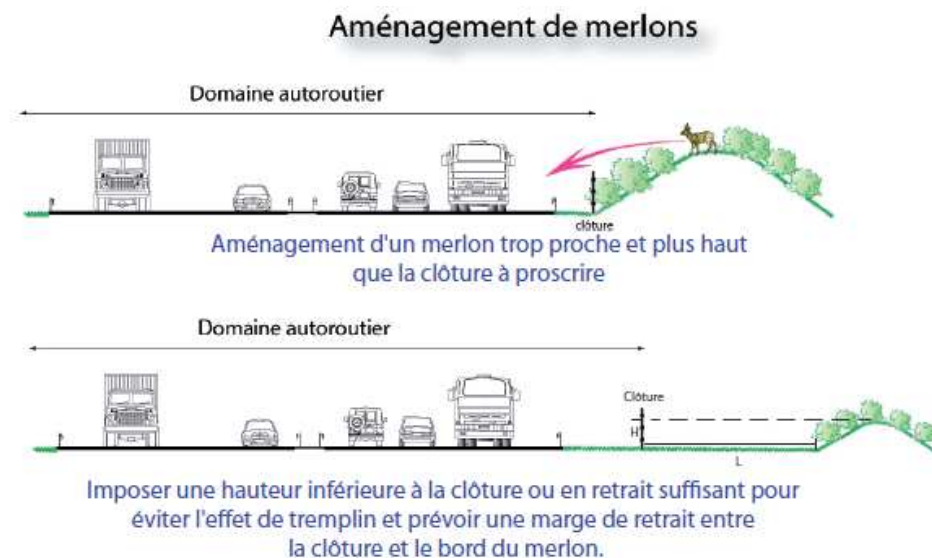 Aménagement de merlons
Domaine autoroutier
clôture
Aménagement d'un merlon trop proche et plus haut
que la clôture à proscrire
Domaine autoroutier
Clôture
H
L
Imposer une hauteur inférieure à la clôture ou en retrait suffisant pour
éviter l'effet de tremplin et prévoir une marge de retrait entre
la clôture et le bord du merlon.